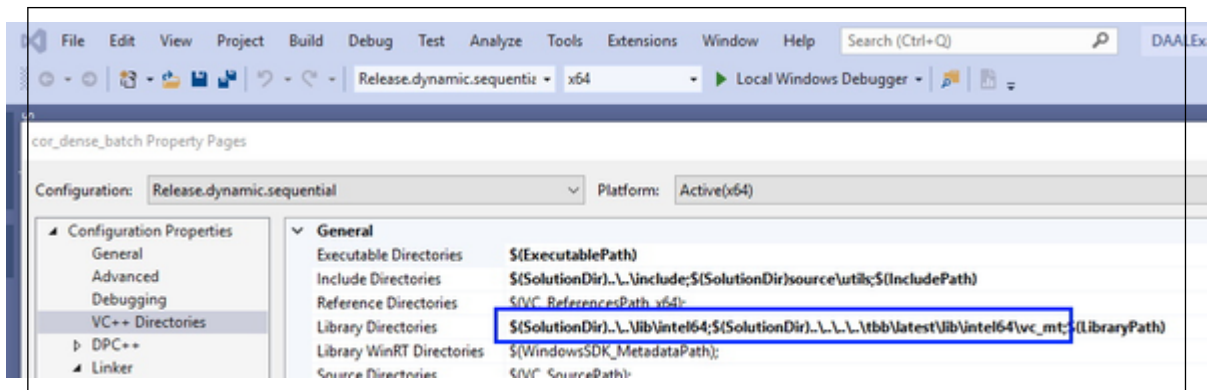 File Edit View Project Build Debug Test Analyze Tools Extensions Window Help Search (Ctrl+Q) DAALEx
Release.dynamic.sequentia x64 Local Windows Debugger
cor_dense_batch Property Pages
Configuration: Release.dynamic.sequential Platform: Active(x64)
Configuration Properties General
General Executable Directories $(ExecutablePath)
Advanced Include Directories $(SolutionDir)..\..\include;$(SolutionDir)source\utils;$(IncludePath)
Debugging Reference Directories $(VC_ReferencesPath_x64);
VC++ Directories Library Directories $(SolutionDir)..\..\lib\intel64;$(SolutionDir)..\..\..\..\tbb\latest\lib\intel64\vc_mt;$(LibraryPath)
DPC++ Library WinRT Directories $(WindowsSDK_MetadataPath);
Linker Source Directories $(VC_SourcePath);